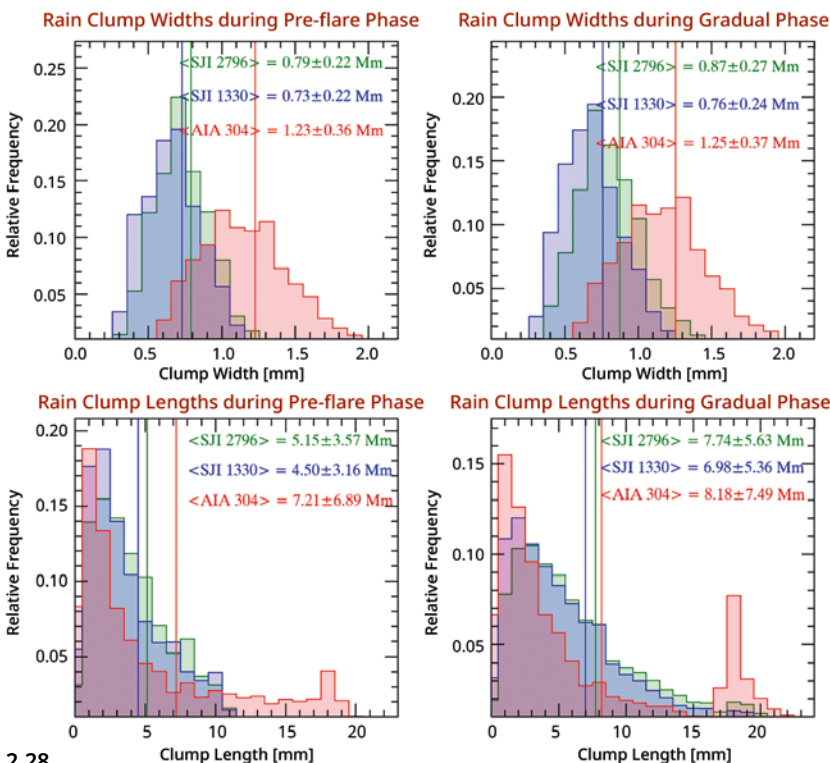 Rain Clump Widths during Pre-flare Phase
<SJI 2796> = 0.79±0.22 Mm
<SJI 1330> = 0.73±0.22 Mm
<AIA 304> = 1.23±0.36 Mm
Relative Frequency
0.25
0.20
0.15
0.10
0.05
0.0 0.5 1.0 1.5 2.0
Clump Width [mm]
Rain Clump Widths during Gradual Phase
<SJI 2796> = 0.87±0.27 Mm
<SJI 1330> = 0.76±0.24 Mm
<AIA 304> = 1.25±0.37 Mm
Relative Frequency
0.20
0.15
0.10
0.05
0.0 0.5 1.0 1.5 2.0
Clump Width [mm]
Rain Clump Lengths during Pre-flare Phase
<SJI 2796> = 5.15±3.57 Mm
<SJI 1330> = 4.50±3.16 Mm
<AIA 304> = 7.21±6.89 Mm
Relative Frequency
0.20
0.15
0.10
0.05
0 5 10 15 20
Clump Length [mm]
Rain Clump Lengths during Gradual Phase
<SJI 2796> = 7.74±5.63 Mm
<SJI 1330> = 6.98±5.36 Mm
<AIA 304> = 8.18±7.49 Mm
Relative Frequency
0.15
0.10
0.05
0 5 10 15 20
Clump Length [mm]
2.28